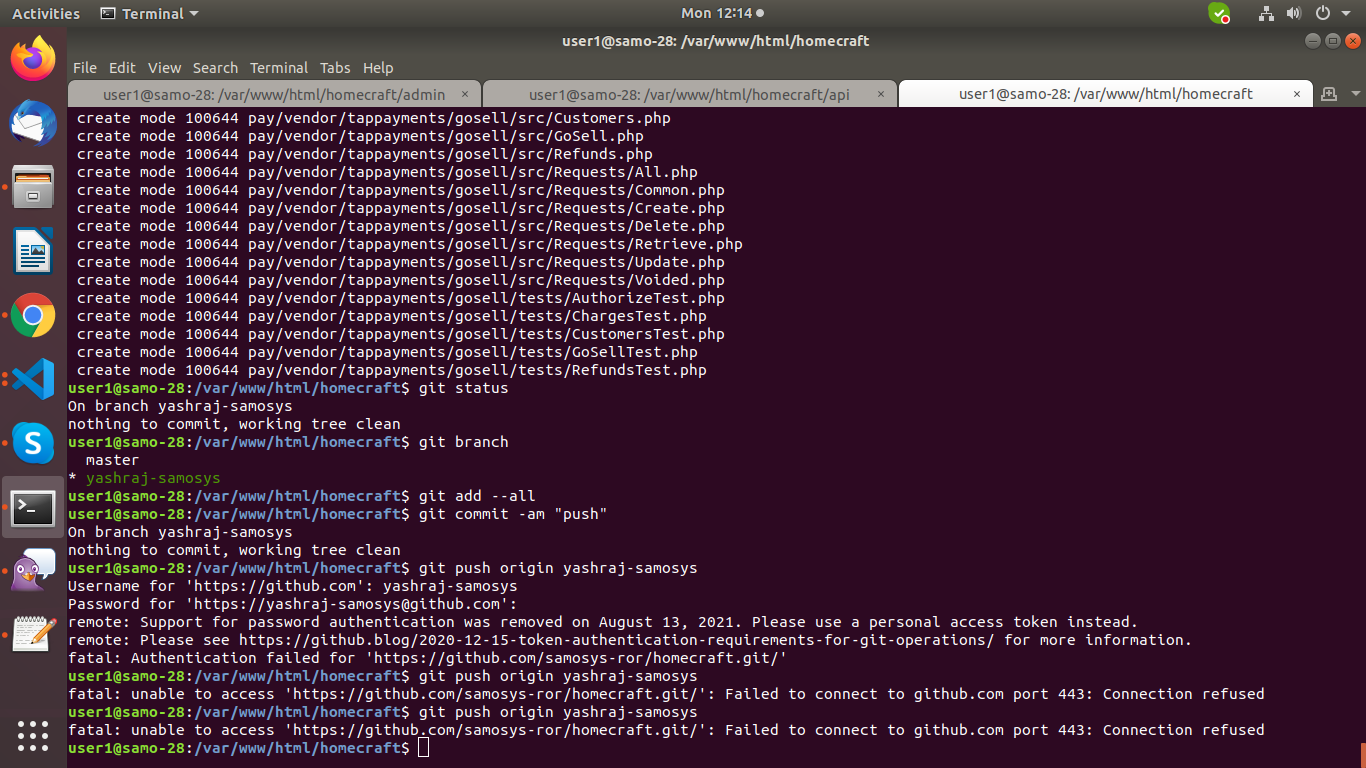 Activities Terminal Mon 12:14
user1@samo-28: /var/www/html/homecraft
File Edit View Search Terminal Tabs Help
user1@samo-28: /var/www/html/homecraft/admin × user1@samo-28: /var/www/html/homecraft/api × user1@samo-28: /var/www/html/homecraft ×
create mode 100644 pay/vendor/tappayments/gosell/src/Customers.php
create mode 100644 pay/vendor/tappayments/gosell/src/GoSell.php
create mode 100644 pay/vendor/tappayments/gosell/src/Refunds.php
create mode 100644 pay/vendor/tappayments/gosell/src/Requests/All.php
create mode 100644 pay/vendor/tappayments/gosell/src/Requests/Common.php
create mode 100644 pay/vendor/tappayments/gosell/src/Requests/Create.php
create mode 100644 pay/vendor/tappayments/gosell/src/Requests/Delete.php
create mode 100644 pay/vendor/tappayments/gosell/src/Requests/Retrieve.php
create mode 100644 pay/vendor/tappayments/gosell/src/Requests/Update.php
create mode 100644 pay/vendor/tappayments/gosell/src/Requests/Voided.php
create mode 100644 pay/vendor/tappayments/gosell/tests/AuthorizeTest.php
create mode 100644 pay/vendor/tappayments/gosell/tests/ChargesTest.php
create mode 100644 pay/vendor/tappayments/gosell/tests/CustomersTest.php
create mode 100644 pay/vendor/tappayments/gosell/tests/GoSellTest.php
create mode 100644 pay/vendor/tappayments/gosell/tests/RefundsTest.php
user1@samo-28:/var/www/html/homecraft$ git status
On branch yashraj-samosys
nothing to commit, working tree clean
user1@samo-28:/var/www/html/homecraft$ git branch
master
* yashraj-samosys
user1@samo-28:/var/www/html/homecraft$ git add --all
user1@samo-28:/var/www/html/homecraft$ git commit -am "push"
On branch yashraj-samosys
nothing to commit, working tree clean
user1@samo-28:/var/www/html/homecraft$ git push origin yashraj-samosys
Username for 'https://github.com': yashraj-samosys
Password for 'https://yashraj-samosys@github.com':
remote: Support for password authentication was removed on August 13, 2021. Please use a personal access token instead.
remote: Please see https://github.blog/2020-12-15-token-authentication-requirements-for-git-operations/ for more information.
fatal: Authentication failed for 'https://github.com/samosys-ror/homecraft.git/'
user1@samo-28:/var/www/html/homecraft$ git push origin yashraj-samosys
fatal: unable to access 'https://github.com/samosys-ror/homecraft.git/': Failed to connect to github.com port 443: Connection refused
user1@samo-28:/var/www/html/homecraft$ git push origin yashraj-samosys
fatal: unable to access 'https://github.com/samosys-ror/homecraft.git/': Failed to connect to github.com port 443: Connection refused
user1@samo-28:/var/www/html/homecraft$